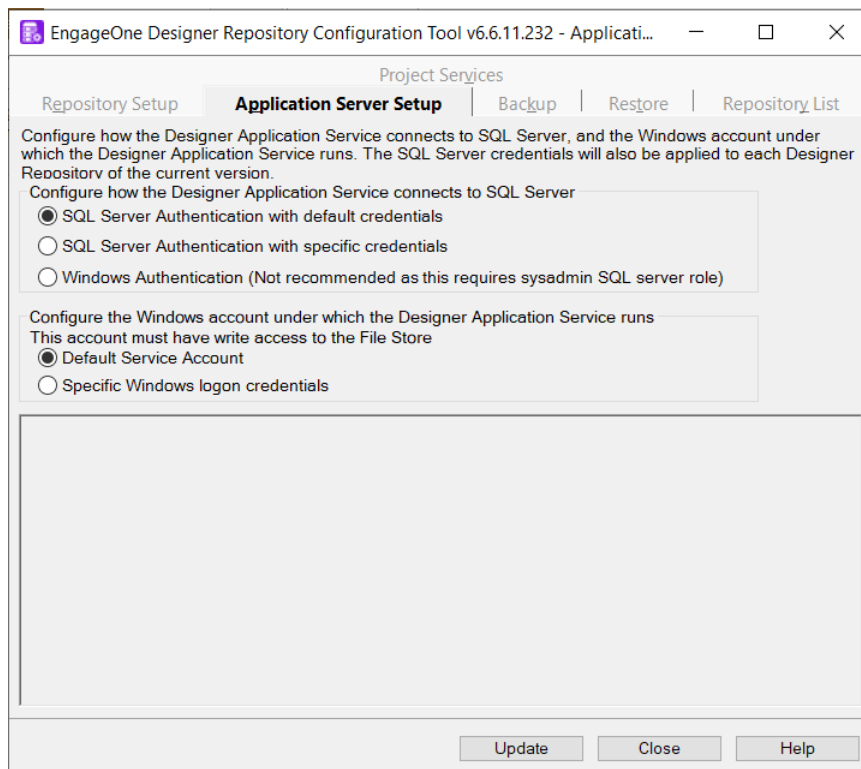 EngageOne Designer Repository Configuration Tool v6.6.11.232 - Applicati...
Project Services
Repository Setup Application Server Setup Backup Restore Repository List
Configure how the Designer Application Service connects to SQL Server, and the Windows account under
which the Designer Application Service runs. The SQL Server credentials will also be applied to each Designer
Repository of the current version.
Configure how the Designer Application Service connects to SQL Server
SQL Server Authentication with default credentials
SQL Server Authentication with specific credentials
Windows Authentication (Not recommended as this requires sysadmin SQL server role)
Configure the Windows account under which the Designer Application Service runs
This account must have write access to the File Store
Default Service Account
Specific Windows logon credentials
Update Close Help